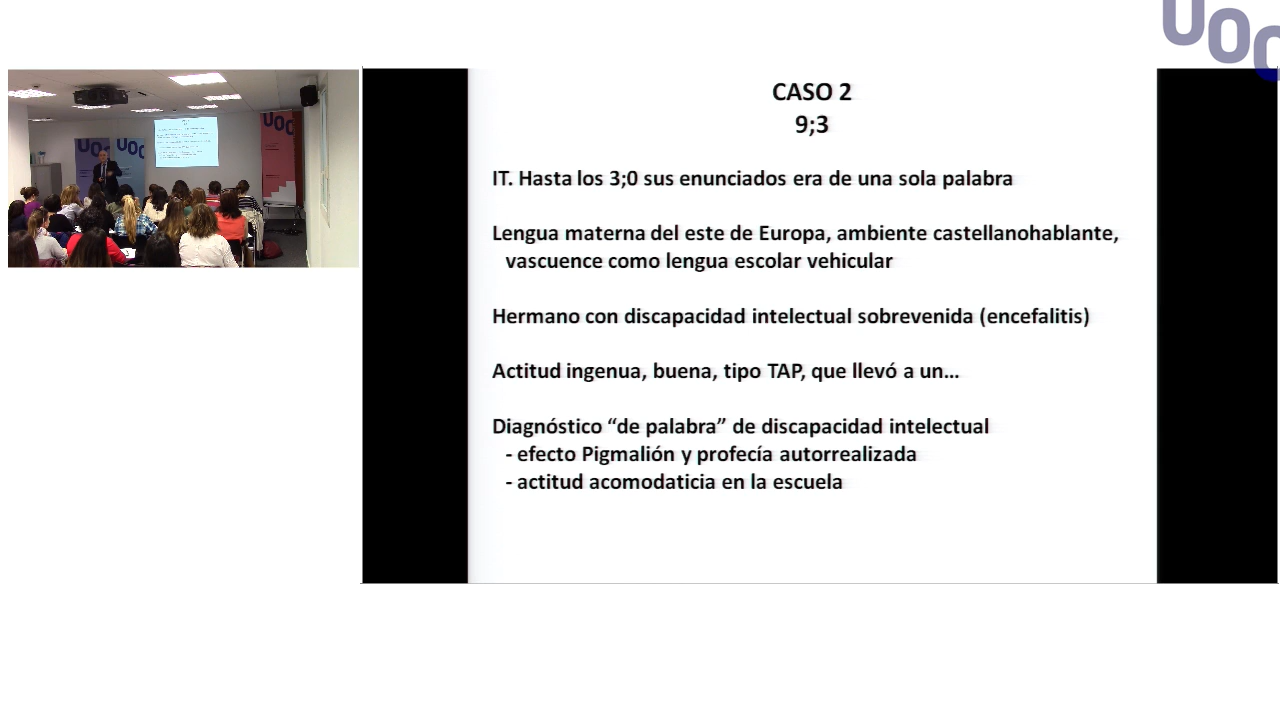 UOC
UOC
UOC
UOC
CASO 2
9;3
IT. Hasta los 3;0 sus enunciados era de una sola palabra
Lengua materna del este de Europa, ambiente castellanohablante,
vascuence como lengua escolar vehicular
Hermano con discapacidad intelectual sobrevenida (encefalitis)
Actitud ingenua, buena, tipo TAP, que llevó a un...
Diagnóstico “de palabra” de discapacidad intelectual
- efecto Pigmalión y profecía autorrealizada
- actitud acomodaticia en la escuela